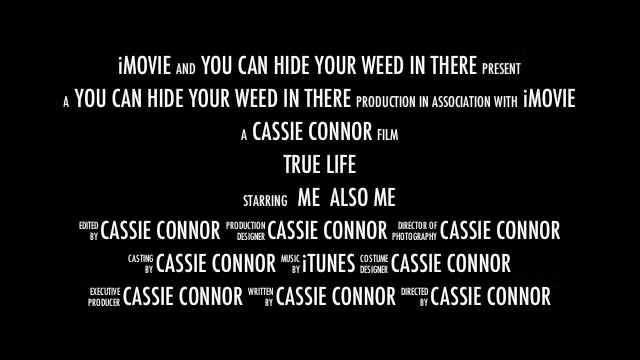 iMOVIE AND YOU CAN HIDE YOUR WEED IN THERE PRESENT
A YOU CAN HIDE YOUR WEED IN THERE PRODUCTION IN ASSOCIATION WITH iMOVIE
A CASSIE CONNOR FILM
TRUE LIFE
STARRING ME ALSO ME
EDITED BY CASSIE CONNOR PRODUCTION DESIGNER CASSIE CONNOR DIRECTOR OF PHOTOGRAPHY CASSIE CONNOR
CASTING BY CASSIE CONNOR MUSIC BY iTUNES COSTUME DESIGNER CASSIE CONNOR
EXECUTIVE PRODUCER CASSIE CONNOR WRITTEN BY CASSIE CONNOR DIRECTED BY CASSIE CONNOR